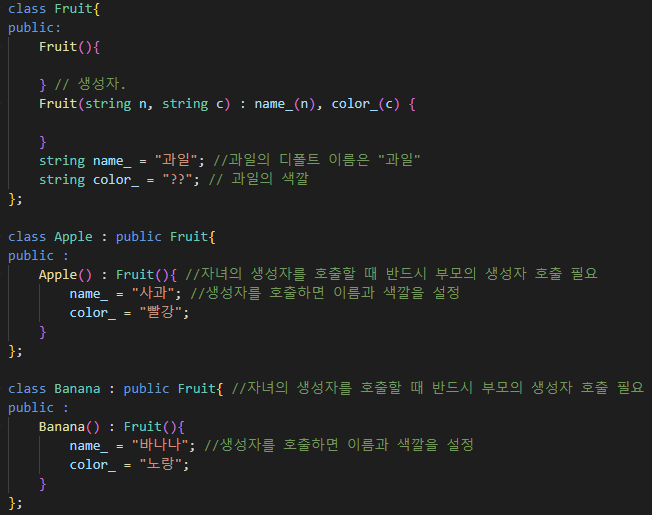 class Fruit{
public:
    Fruit(){

    } // 생성자.
    Fruit(string n, string c) : name_(n), color_(c) {

    }
    string name_ = "과일"; //과일의 디폴트 이름은 "과일"
    string color_ = "??"; // 과일의 색깔
};

class Apple : public Fruit{
public :
    Apple() : Fruit(){ //자녀의 생성자를 호출할 때 반드시 부모의 생성자 호출 필요
        name_ = "사과"; //생성자를 호출하면 이름과 색깔을 설정
        color_ = "빨강";
    }
};

class Banana : public Fruit{ //자녀의 생성자를 호출할 때 반드시 부모의 생성자 호출 필요
public :
    Banana() : Fruit(){
        name_ = "바나나"; //생성자를 호출하면 이름과 색깔을 설정
        color_ = "노랑";
    }
};